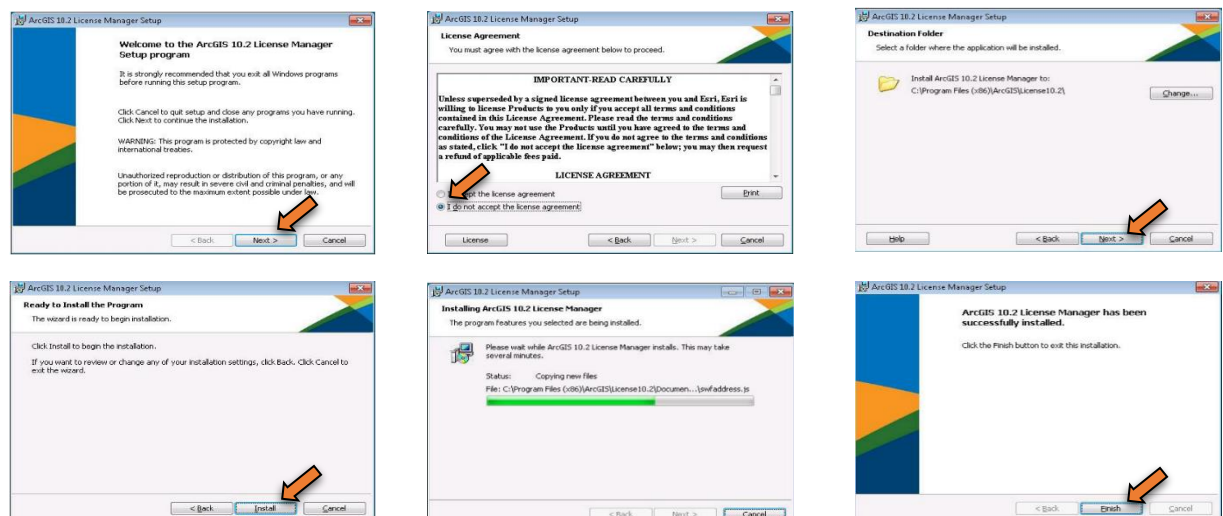 ArcGIS 10.2 License Manager Setup
Welcome to the ArcGIS 10.2 License Manager
Setup program
It is strongly recommended that you exit all Windows programs
before running this setup program.
Click Cancel to quit setup and close any programs you have running.
Click Next to continue the installation.
WARNING: This program is protected by copyright law and
international treaties.
Unauthorized reproduction or distribution of this program, or any
portion of it, may result in severe civil and criminal penalties, and will
be prosecuted to the maximum extent possible under law.
< Back Next > Cancel
ArcGIS 10.2 License Manager Setup
License Agreement
You must agree with the license agreement below to proceed.
IMPORTANT-READ CAREFULLY
Unless superseded by a signed license agreement between you and Esri, Esri is
willing to license Products to you only if you accept all terms and conditions
contained in this License Agreement. Please read the terms and conditions
carefully. You may not use the Products until you have agreed to the terms and
conditions of the License Agreement. If you do not agree to the terms and conditions
as stated, click "I do not accept the license agreement" below; you may then request
a refund of applicable fees paid.
LICENSE AGREEMENT
the license agreement
Print
I do not accept the license agreement
License < Back Next > Cancel
ArcGIS 10.2 License Manager Setup
Destination Folder
Select a folder where the application will be installed.
Install ArcGIS 10.2 License Manager to:
C:\Program Files (x86)\ArcGIS\License10.2\
Change...
Help < Back Next > Cancel
ArcGIS 10.2 License Manager Setup
Ready to Install the Program
The wizard is ready to begin installation.
Click Install to begin the installation.
If you want to review or change any of your installation settings, click Back. Click Cancel to
exit the wizard.
< Back Install Cancel
ArcGIS 10.2 License Manager Setup
Installing ArcGIS 10.2 License Manager
The program features you selected are being installed.
Please wait while ArcGIS 10.2 License Manager installs. This may take
several minutes.
Status: Copying new files
File: C:\Program Files (x86)\ArcGIS\License10.2\Documen...\swfaddress.js
< Back Next > Cancel
ArcGIS 10.2 License Manager Setup
ArcGIS 10.2 License Manager has been
successfully installed.
Click the Finish button to exit this installation.
< Back Finish Cancel